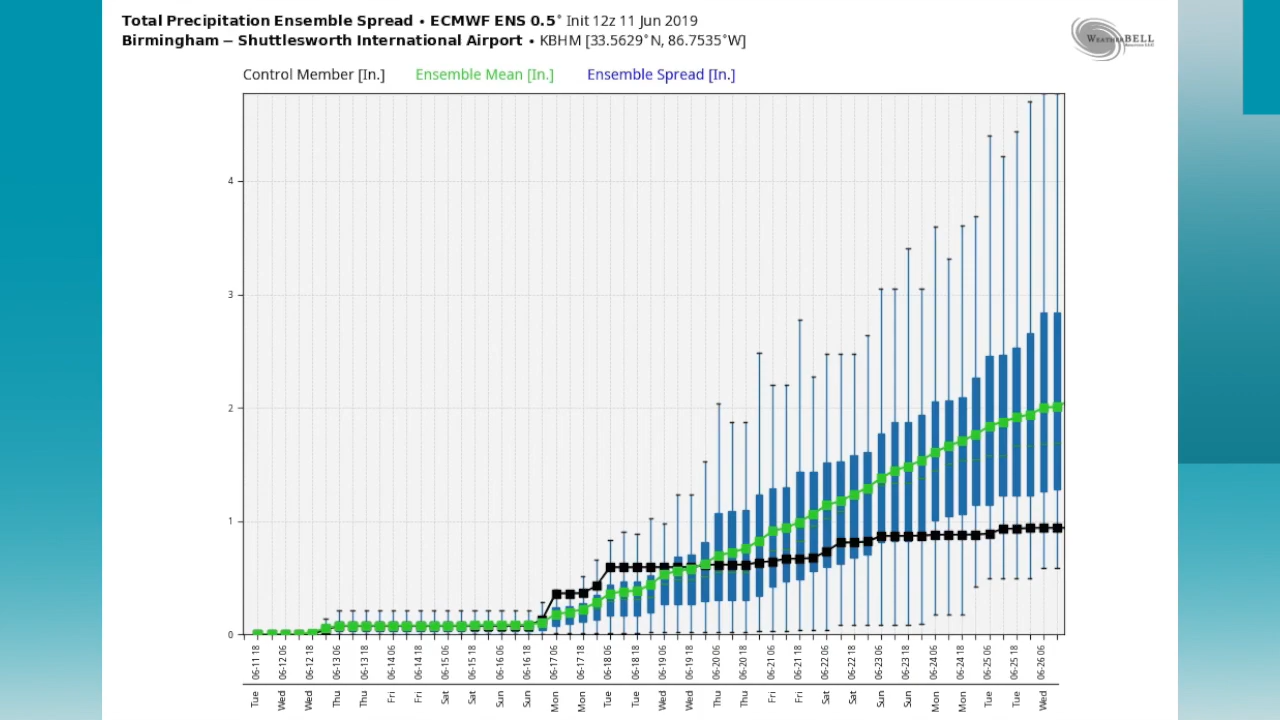 Total Precipitation Ensemble Spread • ECMWF ENS 0.5° Init 12z 11 Jun 2019
Birmingham – Shuttlesworth International Airport • KBHM [33.5629°N, 86.7535°W]
WEATHERBELL
Control Member [In.] Ensemble Mean [In.] Ensemble Spread [In.]
4
3
2
1
0
06-11 18 06-12 06 06-12 18 06-13 06 06-13 18 06-14 06 06-14 18 06-15 06 06-15 18 06-16 06 06-16 18 06-17 06 06-17 18 06-18 06 06-18 18 06-19 06 06-19 18 06-20 06 06-20 18 06-21 06 06-21 18 06-22 06 06-22 18 06-23 06 06-23 18 06-24 06 06-24 18 06-25 06 06-25 18 06-26 06
Tue Wed Wed Thu Thu Fri Fri Sat Sat Sun Sun Mon Mon Tue Tue Wed Wed Thu Thu Fri Fri Sat Sat Sun Sun Mon Mon Tue Tue Wed